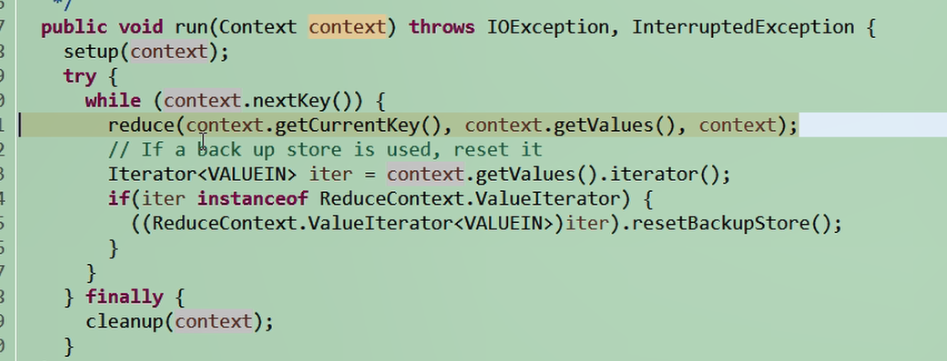 */
public void run(Context context) throws IOException, InterruptedException {
setup(context);
try {
while (context.nextKey()) {
reduce(context.getCurrentKey(), context.getValues(), context);
// If a back up store is used, reset it
Iterator<VALUEIN> iter = context.getValues().iterator();
if(iter instanceof ReduceContext.ValueIterator) {
((ReduceContext.ValueIterator<VALUEIN>)iter).resetBackupStore();
}
}
} finally {
cleanup(context);
}